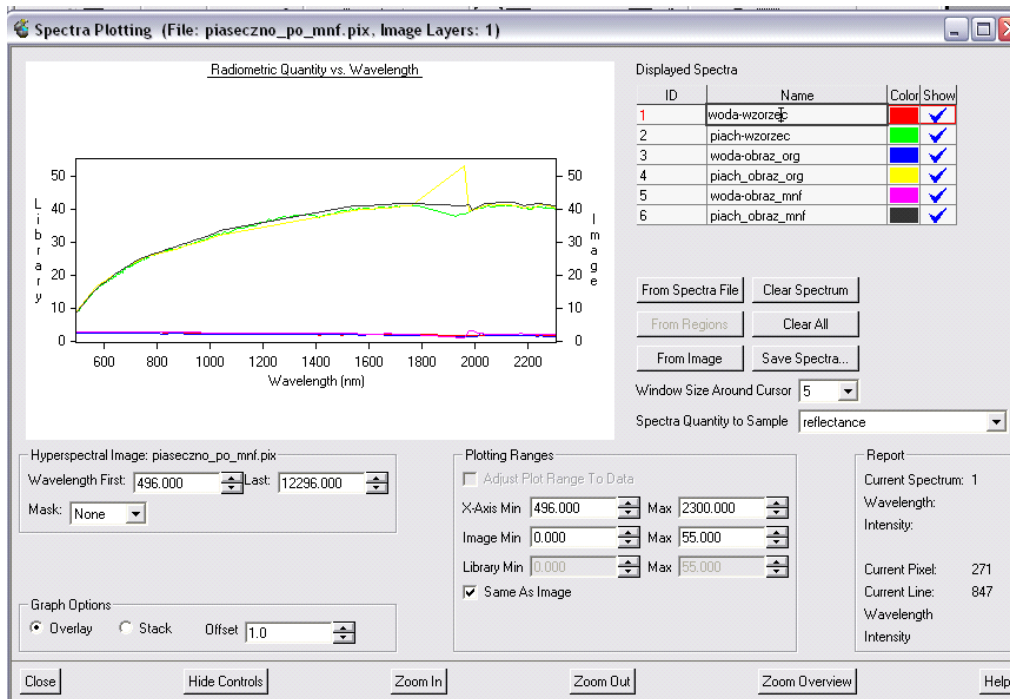 Spectra Plotting (File: piaseczno_po_mnf.pix, Image Layers: 1)
Radiometric Quantity vs. Wavelength
Library
Image
50 50
40 40
30 30
20 20
10 10
0 0
600 800 1000 1200 1400 1600 1800 2000 2200
Wavelength (nm)
Displayed Spectra
ID Name Color Show
1 woda-wzorzec
2 piach-wzorzec
3 woda-obraz_org
4 piach_obraz_org
5 woda-obraz_mnf
6 piach_obraz_mnf
From Spectra File Clear Spectrum
From Regions Clear All
From Image Save Spectra...
Window Size Around Cursor 5
Spectra Quantity to Sample reflectance
Hyperspectral Image: piaseczno_po_mnf.pix
Wavelength First: 496.000 Last: 12296.000
Mask: None
Graph Options
Overlay Stack Offset 1.0
Plotting Ranges
Adjust Plot Range To Data
X-Axis Min 496.000 Max 2300.000
Image Min 0.000 Max 55.000
Library Min 0.000 Max 55.000
Same As Image
Report
Current Spectrum: 1
Wavelength:
Intensity:
Current Pixel: 271
Current Line: 847
Wavelength
Intensity
Close Hide Controls Zoom In Zoom Out Zoom Overview Help